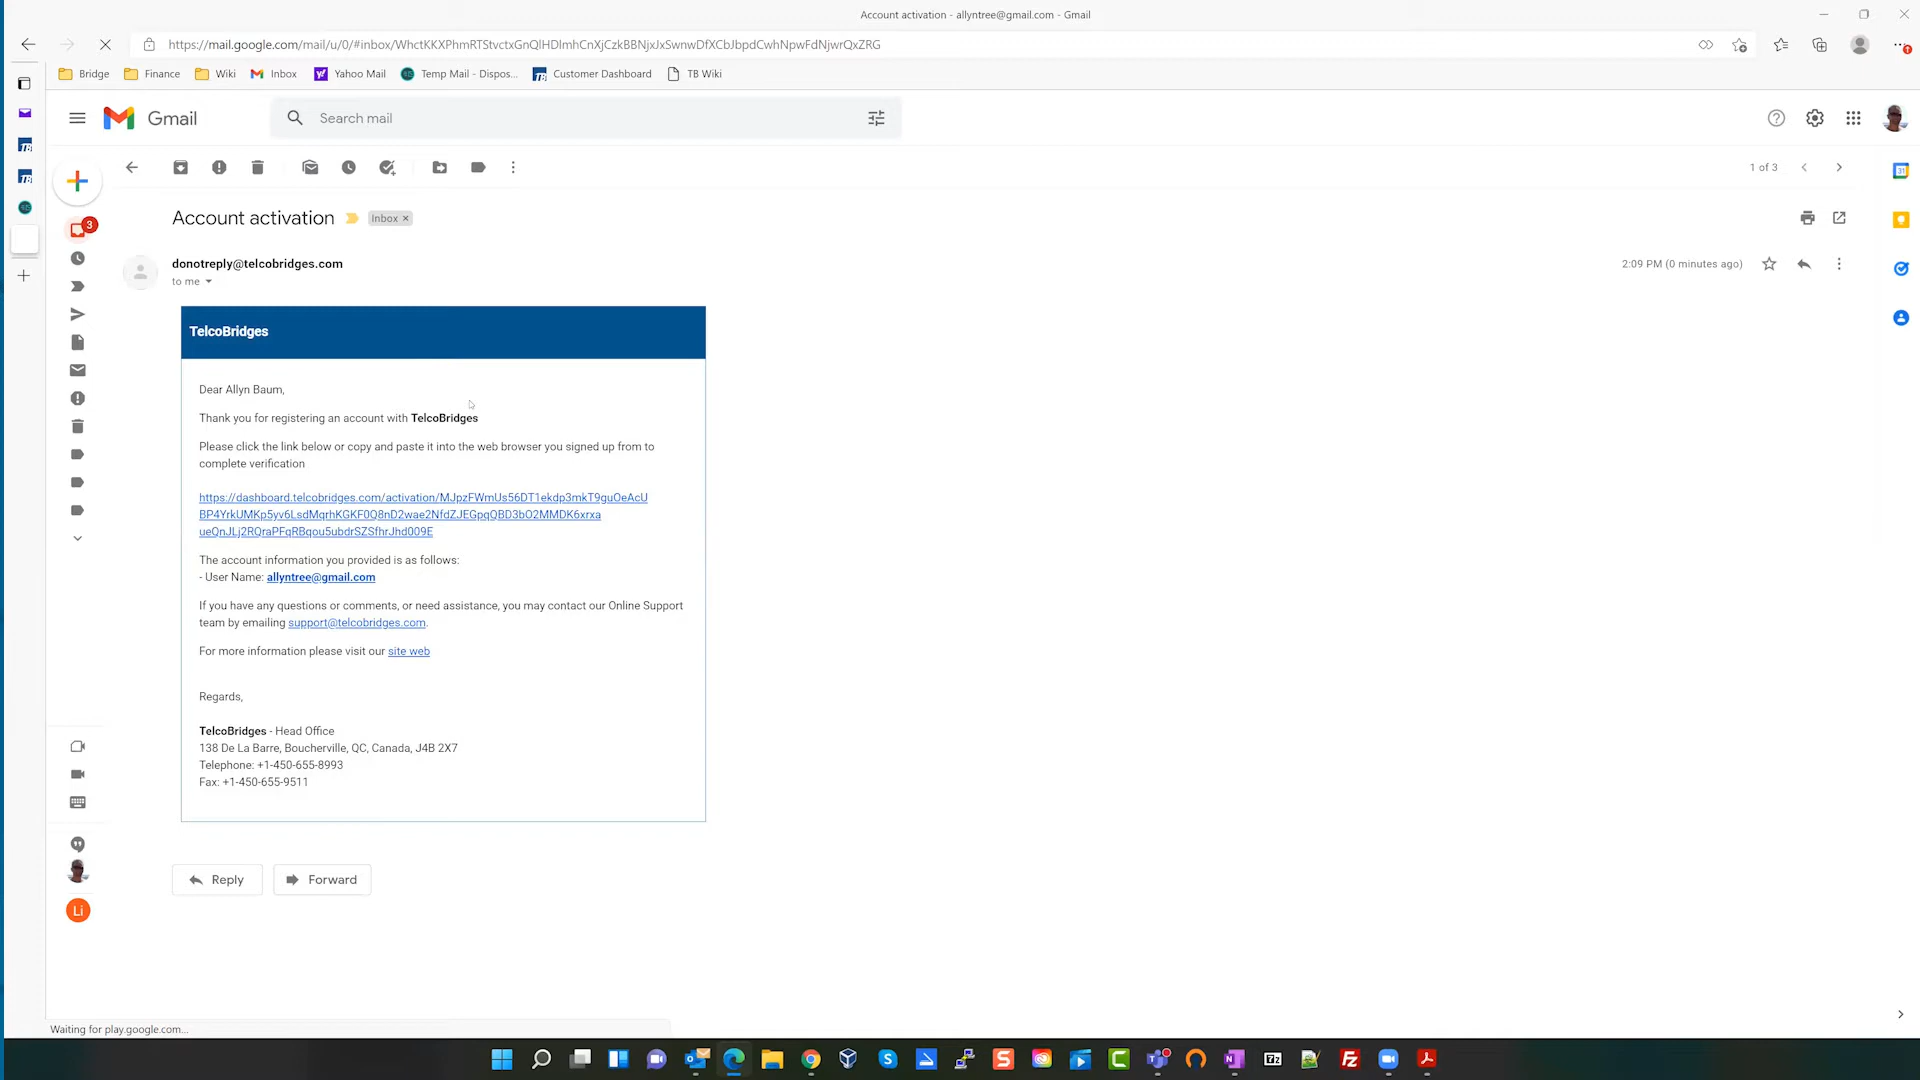 Account activation - allyntree@gmail.com - Gmail
https://mail.google.com/mail/u/0/#inbox/WhctKKXPhmRTStvctxGnQlHDlmhCnXjCzkBBNjxJxSwnwDfXCbJbpdCwhNpwFdNjwrQxZRG
Bridge Finance Wiki Inbox Yahoo Mail Temp Mail - Dispos... Customer Dashboard TB Wiki
Gmail
Search mail
1 of 3
3
Account activation
Inbox ×
donotreply@telcobridges.com
2:09 PM (0 minutes ago)
to me
TelcoBridges
Dear Allyn Baum,
Thank you for registering an account with TelcoBridges
Please click the link below or copy and paste it into the web browser you signed up from to
complete verification
https://dashboard.telcobridges.com/activation/MJpzFWmUs56DT1ekdp3mkT9guOeAcU
BP4YrkUMKp5yv6LsdMqrhKGKF0Q8nD2wae2NfdZJEGpqQBD3bO2MMDK6xrxa
ueQnJLj2RQraPFqRBqou5ubdrSZSfhrJhd009E
The account information you provided is as follows:
- User Name: allyntree@gmail.com
If you have any questions or comments, or need assistance, you may contact our Online Support
team by emailing support@telcobridges.com.
For more information please visit our site web
Regards,
TelcoBridges - Head Office
138 De La Barre, Boucherville, QC, Canada, J4B 2X7
Telephone: +1-450-655-8993
Fax: +1-450-655-9511
Reply
Forward
Li
Waiting for play.google.com...